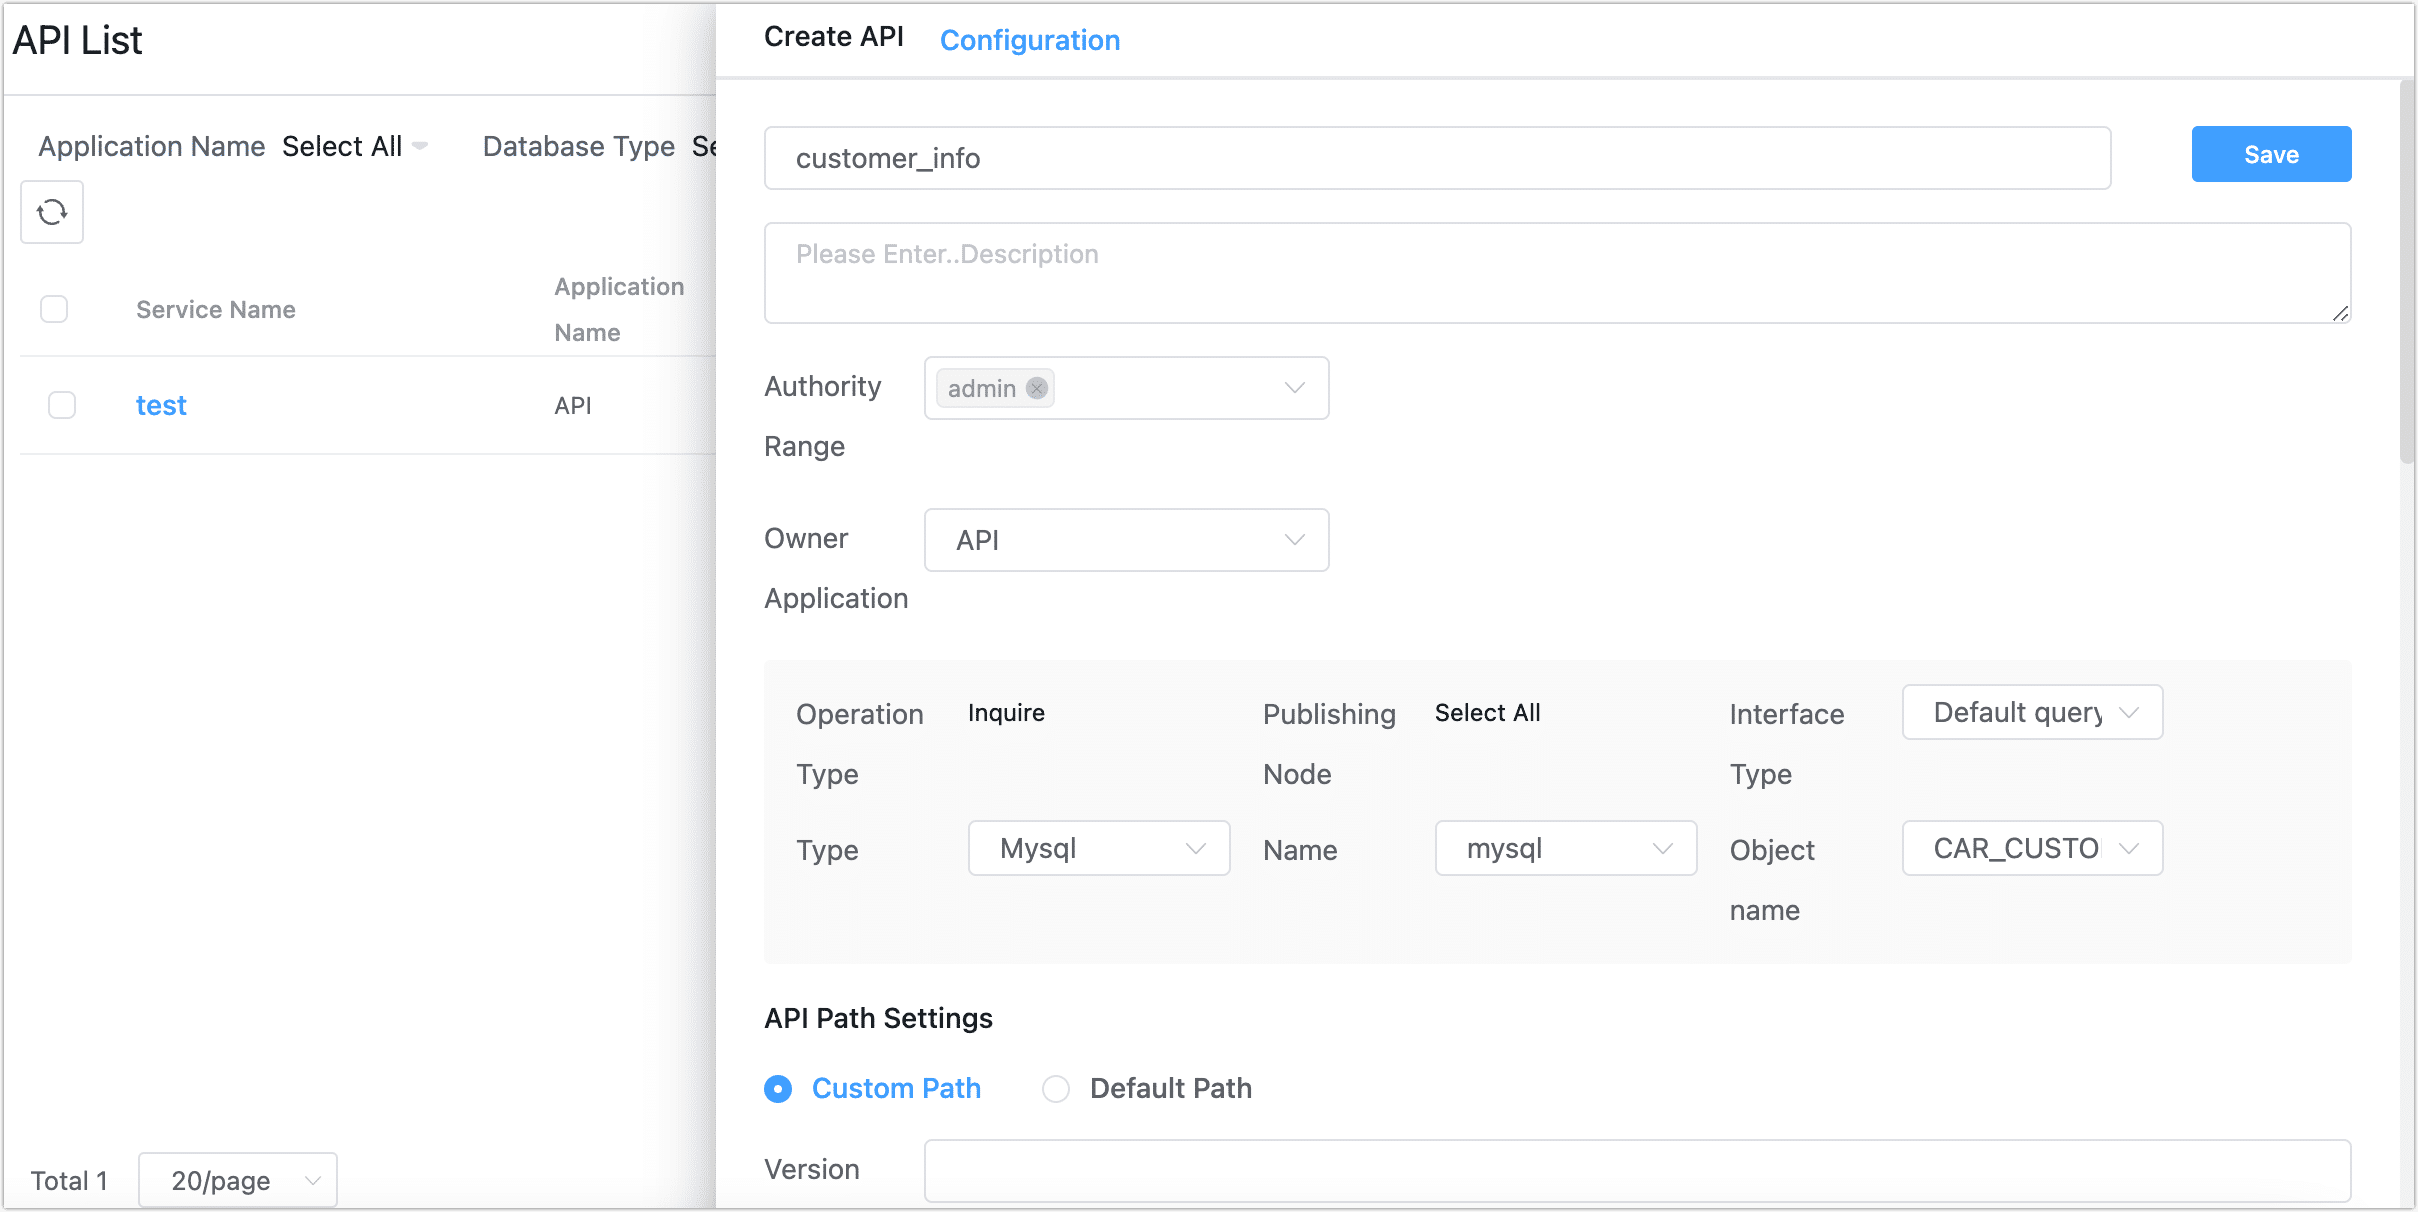 API List
Application Name Select All Database Type
Service Name
Application
Name
test
API
Total 1
20/page
Create API Configuration
customer_info
Save
Please Enter..Description
Authority
Range
admin
Owner
Application
API
Operation
Type
Inquire
Publishing
Node
Select All
Interface
Type
Default query
Type
Mysql
Name
mysql
Object
name
CAR_CUSTO
API Path Settings
Custom Path Default Path
Version